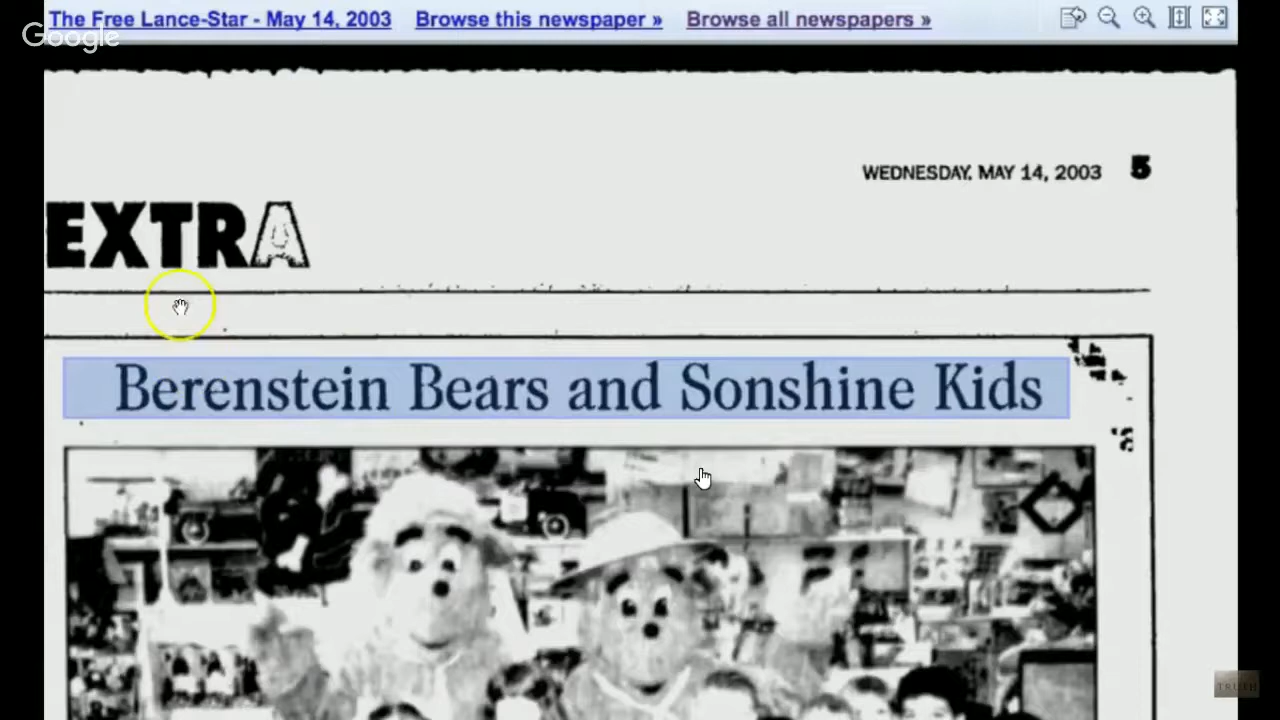 The Free Lance-Star - May 14, 2003 Browse this newspaper » Browse all newspapers »
Google
WEDNESDAY, MAY 14, 2003 5
EXTRA
Berenstein Bears and Sonshine Kids
TRUTH